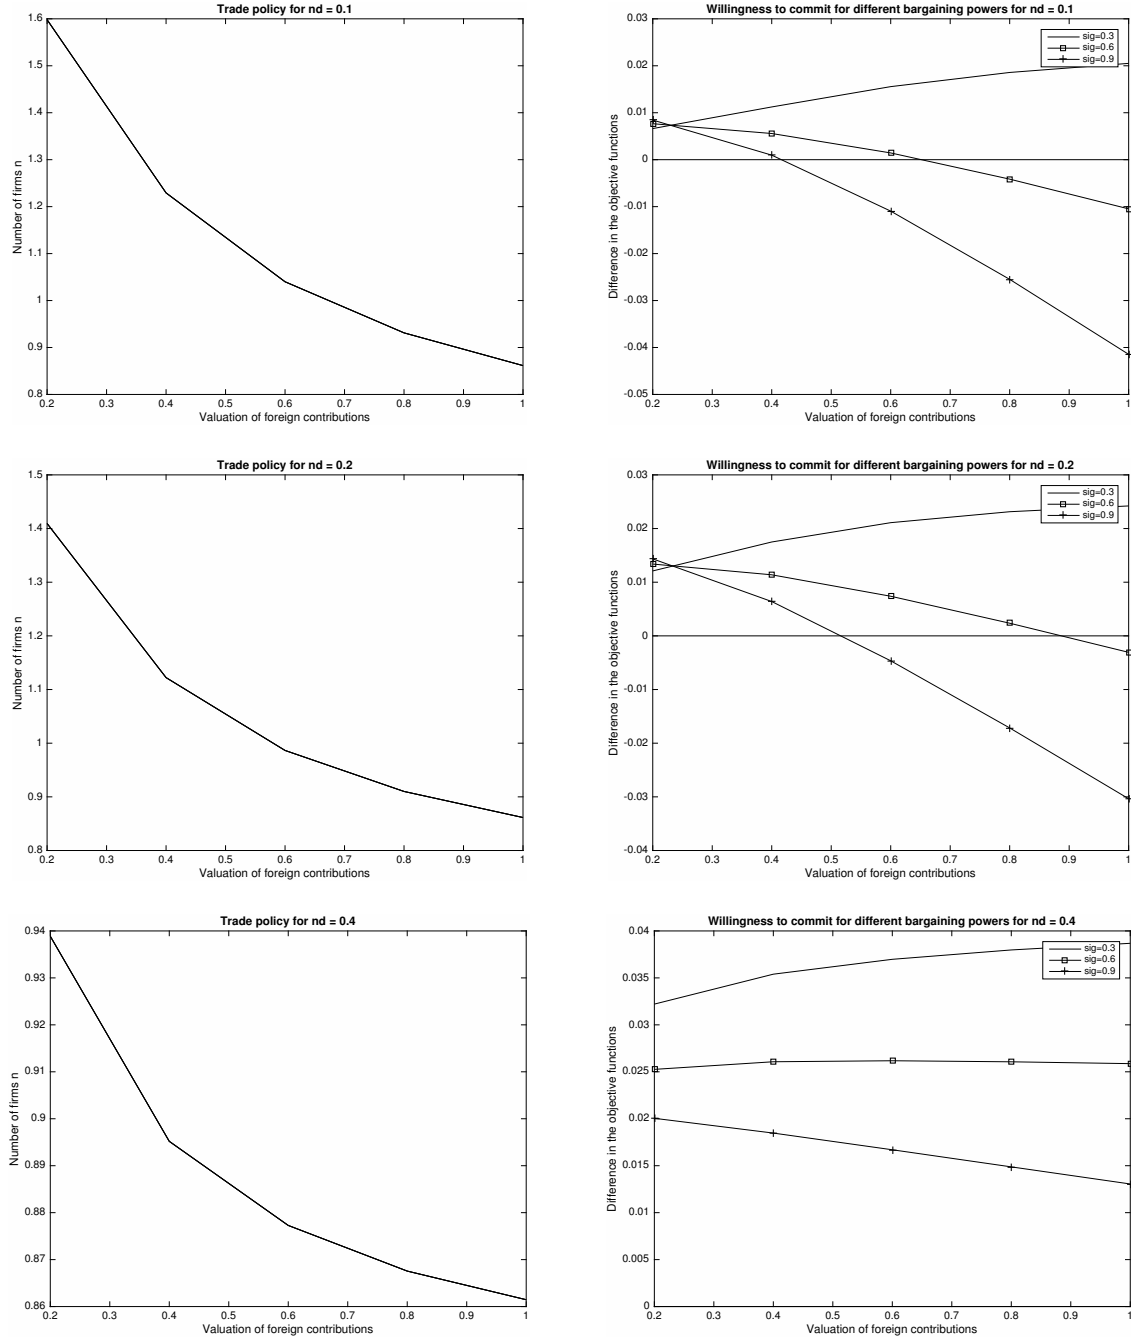 Trade policy for nd = 0.1
1.6
1.5
1.4
1.3
1.2
1.1
1
0.9
0.8
Number of firms n
0.2 0.3 0.4 0.5 0.6 0.7 0.8 0.9 1
Valuation of foreign contributions
Willingness to commit for different bargaining powers for nd = 0.1
0.03
0.02
0.01
0
-0.01
-0.02
-0.03
-0.04
-0.05
Difference in the objective functions
sig=0.3
sig=0.6
sig=0.9
0.2 0.3 0.4 0.5 0.6 0.7 0.8 0.9 1
Valuation of foreign contributions
Trade policy for nd = 0.2
1.5
1.4
1.3
1.2
1.1
1
0.9
0.8
Number of firms n
0.2 0.3 0.4 0.5 0.6 0.7 0.8 0.9 1
Valuation of foreign contributions
Willingness to commit for different bargaining powers for nd = 0.2
0.03
0.02
0.01
0
-0.01
-0.02
-0.03
-0.04
Difference in the objective functions
sig=0.3
sig=0.6
sig=0.9
0.2 0.3 0.4 0.5 0.6 0.7 0.8 0.9 1
Valuation of foreign contributions
Trade policy for nd = 0.4
0.94
0.93
0.92
0.91
0.9
0.89
0.88
0.87
0.86
Number of firms n
0.2 0.3 0.4 0.5 0.6 0.7 0.8 0.9 1
Valuation of foreign contributions
Willingness to commit for different bargaining powers for nd = 0.4
0.04
0.035
0.03
0.025
0.02
0.015
0.01
0.005
0
Difference in the objective functions
sig=0.3
sig=0.6
sig=0.9
0.2 0.3 0.4 0.5 0.6 0.7 0.8 0.9 1
Valuation of foreign contributions